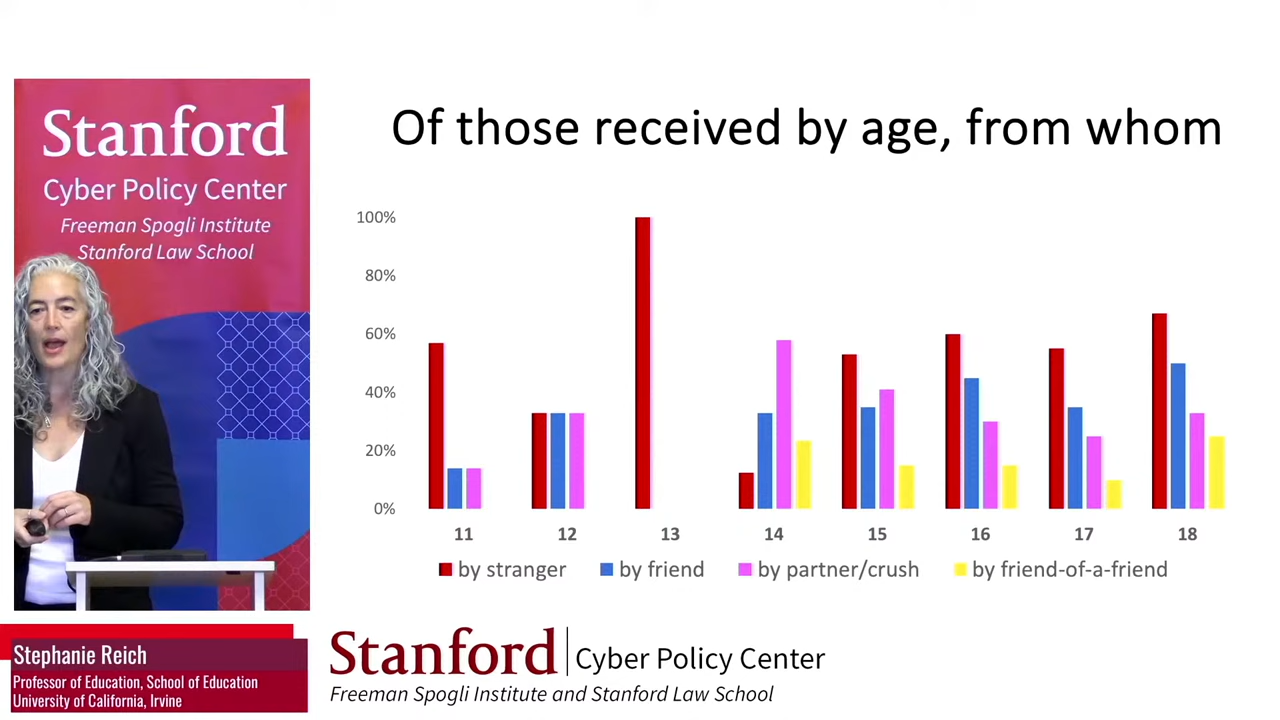 Stanford
Cyber Policy Center
Freeman Spogli Institute
Stanford Law School
Of those received by age, from whom
100%
80%
60%
40%
20%
0%
11 12 13 14 15 16 17 18
by stranger by friend by partner/crush by friend-of-a-friend
Stephanie Reich
Professor of Education, School of Education
University of California, Irvine
Stanford Cyber Policy Center
Freeman Spogli Institute and Stanford Law School